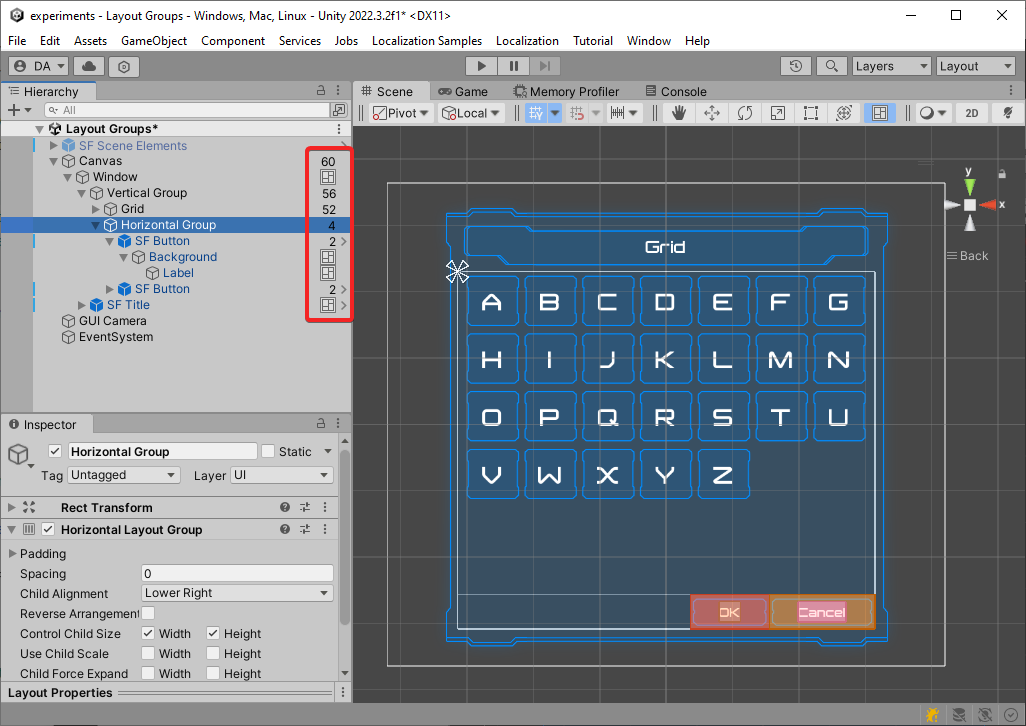 experiments - Layout Groups - Windows, Mac, Linux - Unity 2022.3.2f1* <DX11>
File Edit Assets GameObject Component Services Jobs Localization Samples Localization Tutorial Window Help
DA Layers Layout
Hierarchy
All
Layout Groups*
SF Scene Elements
Canvas 60
Window
Vertical Group 56
Grid 52
Horizontal Group 4
SF Button 2
Background
Label
SF Button 2
SF Title
GUI Camera
EventSystem
Scene Game Memory Profiler Console
Pivot Local 2D
y
x
Back
Grid
A B C D E F G
H I J K L M N
O P Q R S T U
V W X Y Z
OK Cancel
Inspector
Horizontal Group Static
Tag Untagged Layer UI
Rect Transform
Horizontal Layout Group
Padding
Spacing 0
Child Alignment Lower Right
Reverse Arrangement
Control Child Size Width Height
Use Child Scale Width Height
Child Force Expand Width Height
Layout Properties